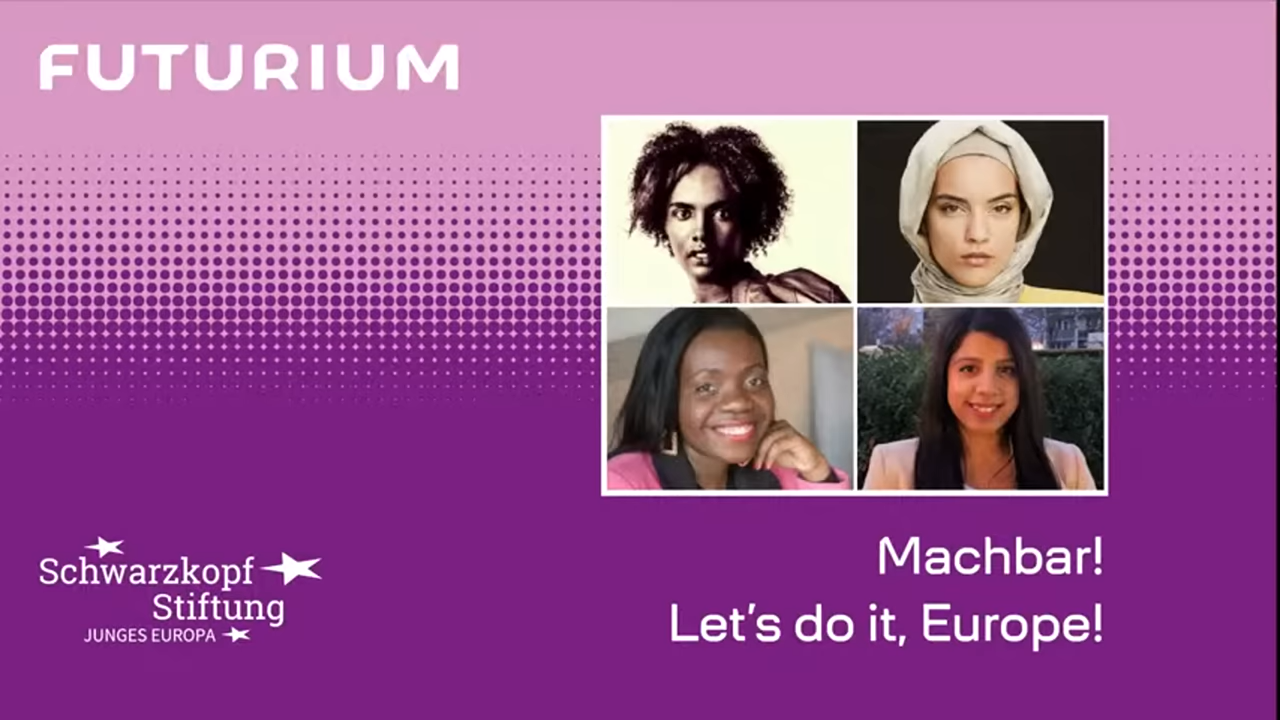 FUTURIUM
Schwarzkopf
Stiftung
JUNGES EUROPA
Machbar!
Let's do it, Europe!